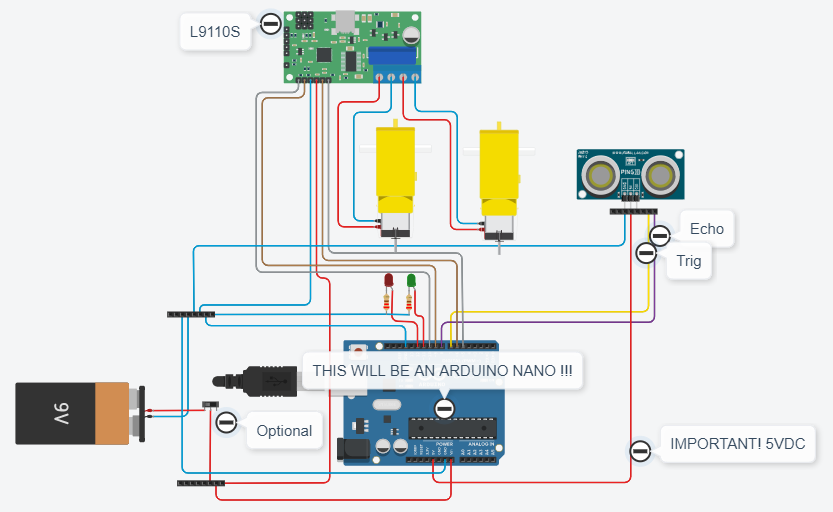 L9110S
PING)))
Echo
Trig
THIS WILL BE AN ARDUINO NANO !!!
9V
Optional
POWER
ANALOG IN
IMPORTANT! 5VDC